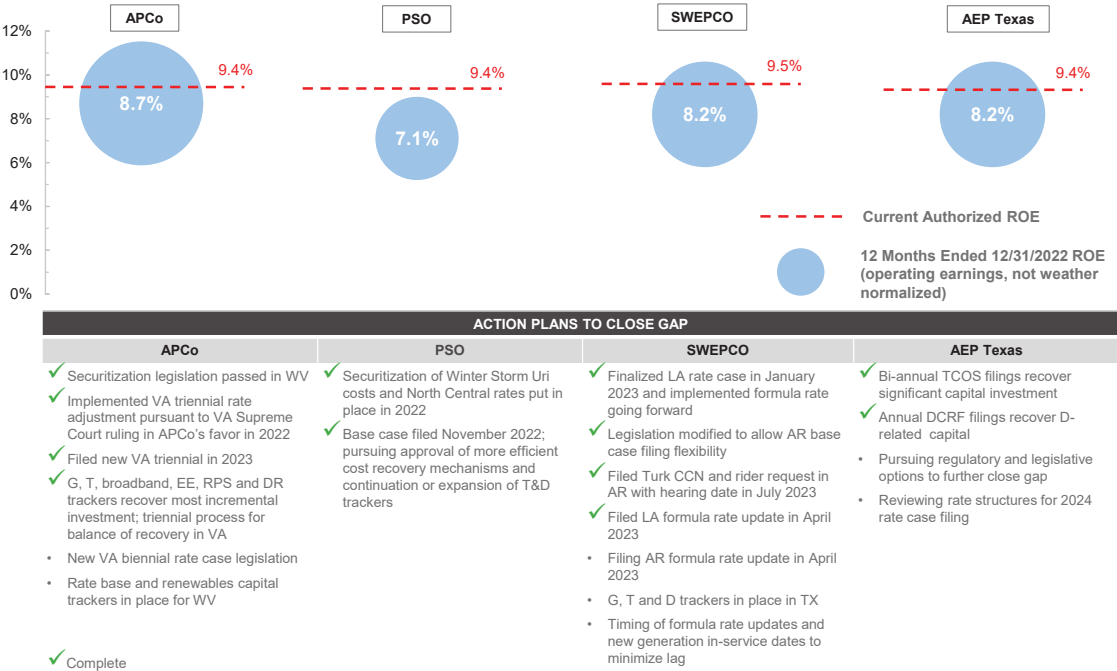 APCo
PSO
SWEPCO
AEP Texas
12%
10%
8%
6%
4%
2%
0%
9.4%
8.7%
9.4%
7.1%
9.5%
8.2%
9.4%
8.2%
Current Authorized ROE
12 Months Ended 12/31/2022 ROE
(operating earnings, not weather
normalized)
ACTION PLANS TO CLOSE GAP
APCo
Securitization legislation passed in WV
Implemented VA triennial rate
adjustment pursuant to VA Supreme
Court ruling in APCo's favor in 2022
Filed new VA triennial in 2023
G, T, broadband, EE, RPS and DR
trackers recover most incremental
investment; triennial process for
balance of recovery in VA
• New VA biennial rate case legislation
• Rate base and renewables capital
trackers in place for WV
PSO
Securitization of Winter Storm Uri
costs and North Central rates put in
place in 2022
Base case filed November 2022;
pursuing approval of more efficient
cost recovery mechanisms and
continuation or expansion of T&D
trackers
SWEPCO
Finalized LA rate case in January
2023 and implemented formula rate
going forward
Legislation modified to allow AR base
case filing flexibility
Filed Turk CCN and rider request in
AR with hearing date in July 2023
Filed LA formula rate update in April
2023
• Filing AR formula rate update in April
2023
• G, T and D trackers in place in TX
• Timing of formula rate updates and
new generation in-service dates to
minimize lag
AEP Texas
Bi-annual TCOS filings recover
significant capital investment
Annual DCRF filings recover D-
related capital
• Pursuing regulatory and legislative
options to further close gap
• Reviewing rate structures for 2024
rate case filing
Complete